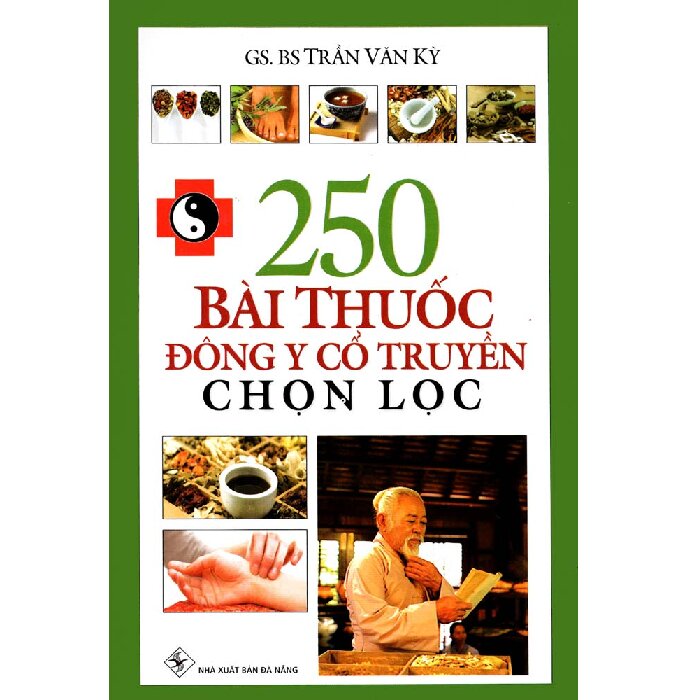 GS. BS TRẦN VĂN KỲ
250
BÀI THUỐC
ĐÔNG Y CỔ TRUYỀN
CHỌN LỌC
NHÀ XUẤT BẢN ĐÀ NẴNG